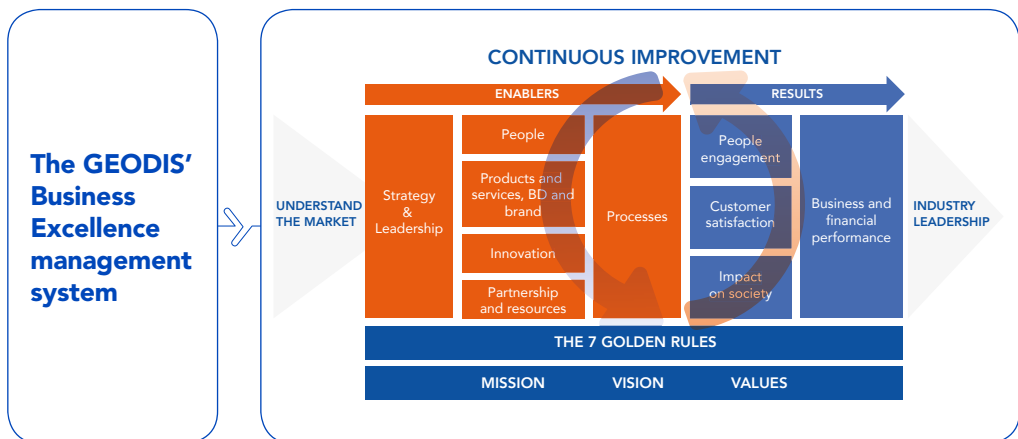 The GEODIS'
Business
Excellence
management
system
CONTINUOUS IMPROVEMENT
ENABLERS
RESULTS
UNDERSTAND
THE MARKET
Strategy
&
Leadership
People
Products and
services, BD and
brand
Innovation
Partnership
and resources
Processes
People
engagement
Customer
satisfaction
Impact
on society
Business and
financial
performance
INDUSTRY
LEADERSHIP
THE 7 GOLDEN RULES
MISSION VISION VALUES